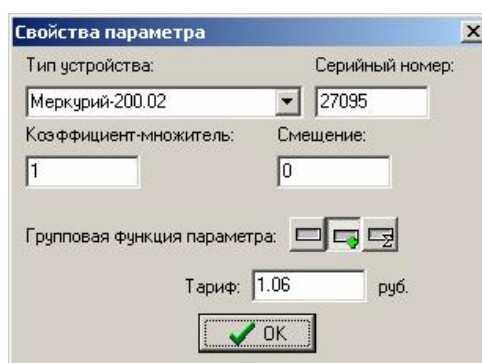 Свойства параметра
Тип устройства: Серийный номер:
Меркурий-200.02 27095
Коэффициент-множитель: Смещение:
1 0
Групповая функция параметра: Σ
Тариф: 1.06 руб.
OK